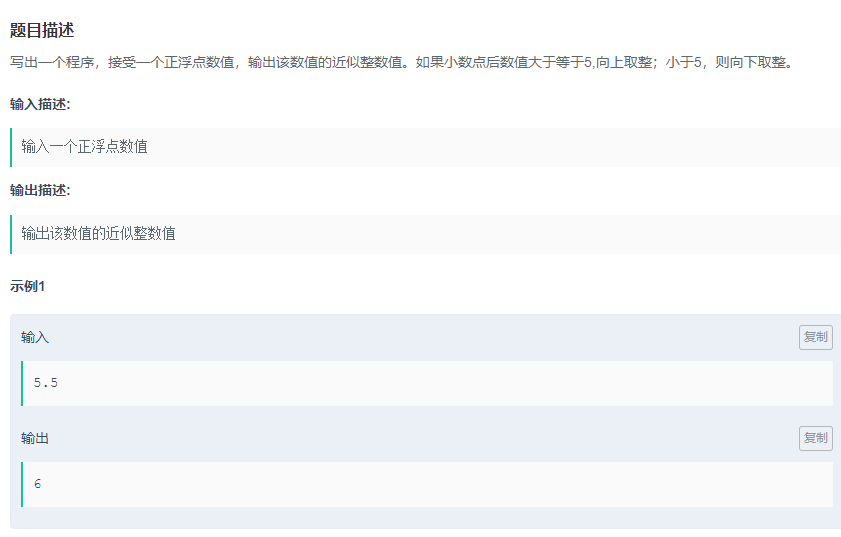 题目描述
写出一个程序，接受一个正浮点数值，输出该数值的近似整数值。如果小数点后数值大于等于5,向上取整；小于5，则向下取整。
输入描述:
输入一个正浮点数值
输出描述:
输出该数值的近似整数值
示例1
输入
复制
5.5
输出
复制
6